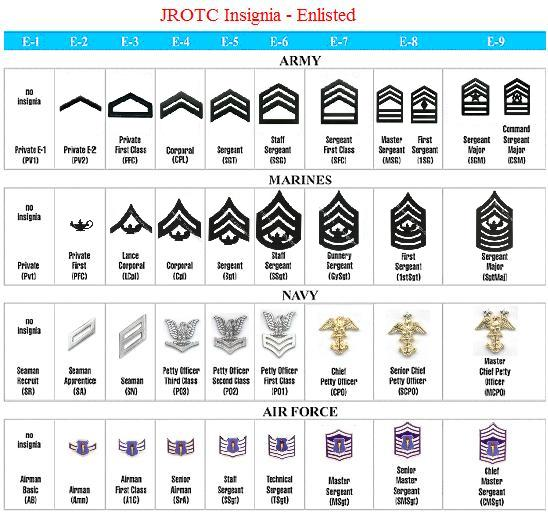 JROTC Insignia - Enlisted
E-1
E-2
E-3
E-4
E-5
E-6
E-7
E-8
E-9
ARMY
no
insignia
Private E-1
(PV1)
Private E-2
(PV2)
Private
First Class
(FFC)
Corporal
(CPL)
Sergeant
(SGT)
Staff
Sergeant
(SSG)
Sergeant
First Class
(SFC)
Master
Sergeant
(MSG)
First
Sergeant
(1SG)
Sergeant
Major
(SGM)
Command
Sergeant
Major
(CSM)
MARINES
no
insignia
Private
(Pvt)
Private
First
(PFC)
Lance
Corporal
(LCpl)
Corporal
(Cpl)
Sergeant
(Sgt)
Staff
Sergeant
(SSgt)
Gunnery
Sergeant
(GySgt)
First
Sergeant
(1stSgt)
Sergeant
Major
(SgtMaj)
NAVY
no
insignia
Seaman
Recruit
(SR)
Seaman
Apprentice
(SA)
Seaman
(SN)
Petty Officer
Third Class
(PO3)
Petty Officer
Second Class
(PO2)
Petty Officer
First Class
(PO1)
Chief
Petty Officer
(CPO)
Senior Chief
Petty Officer
(SCPO)
Master
Chief Petty
Officer
(MCPO)
AIR FORCE
no
insignia
Airman
Basic
(AB)
Airman
(Amn)
Airman
First Class
(A1C)
Senior
Airman
(SrA)
Staff
Sergeant
(SSgt)
Technical
Sergeant
(TSgt)
Master
Sergeant
(MSgt)
Senior
Master
Sergeant
(SMSgt)
Chief
Master
Sergeant
(CMSgt)